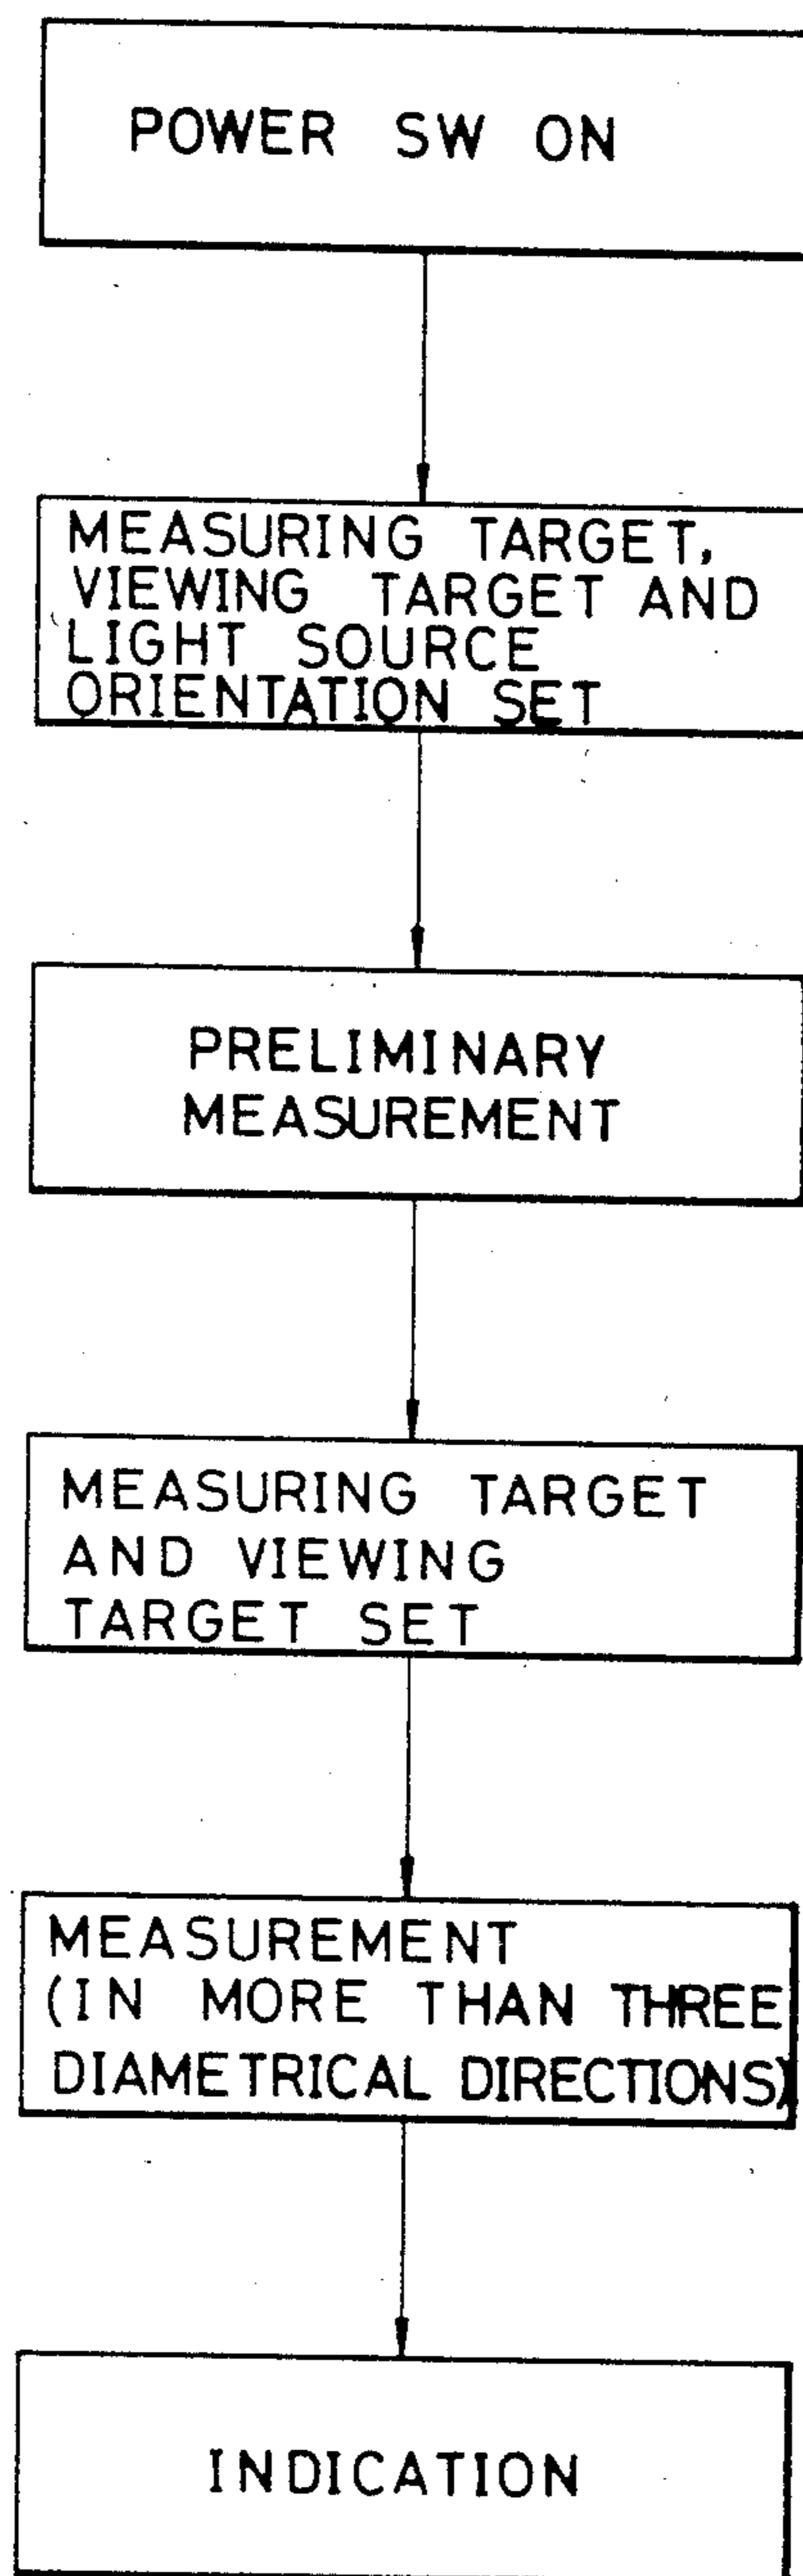 POWER SW ON
MEASURING TARGET,
VIEWING TARGET AND
LIGHT SOURCE
ORIENTATION SET
PRELIMINARY
MEASUREMENT
MEASURING TARGET
AND VIEWING
TARGET SET
MEASUREMENT
(IN MORE THAN THREE
DIAMETRICAL DIRECTIONS)
INDICATION